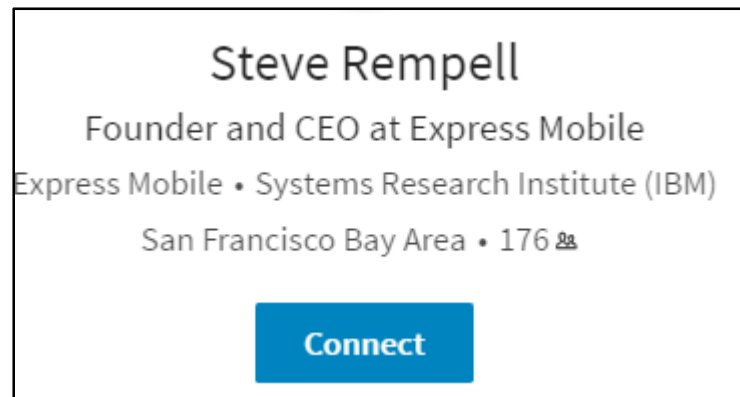 Steve Rempell
Founder and CEO at Express Mobile
Express Mobile • Systems Research Institute (IBM)
San Francisco Bay Area • 176
Connect